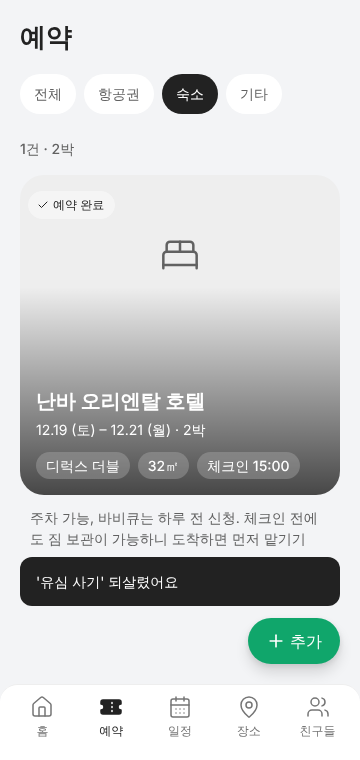 예약
전체
항공권
숙소
기타
1건 · 2박
예약 완료
난바 오리엔탈 호텔
12.19 (토) – 12.21 (월) · 2박
디럭스 더블
32㎡
체크인 15:00
주차 가능, 바비큐는 하루 전 신청. 체크인 전에
도 짐 보관이 가능하니 도착하면 먼저 맡기기
'유심 사기' 되살렸어요
추가
홈
예약
일정
장소
친구들